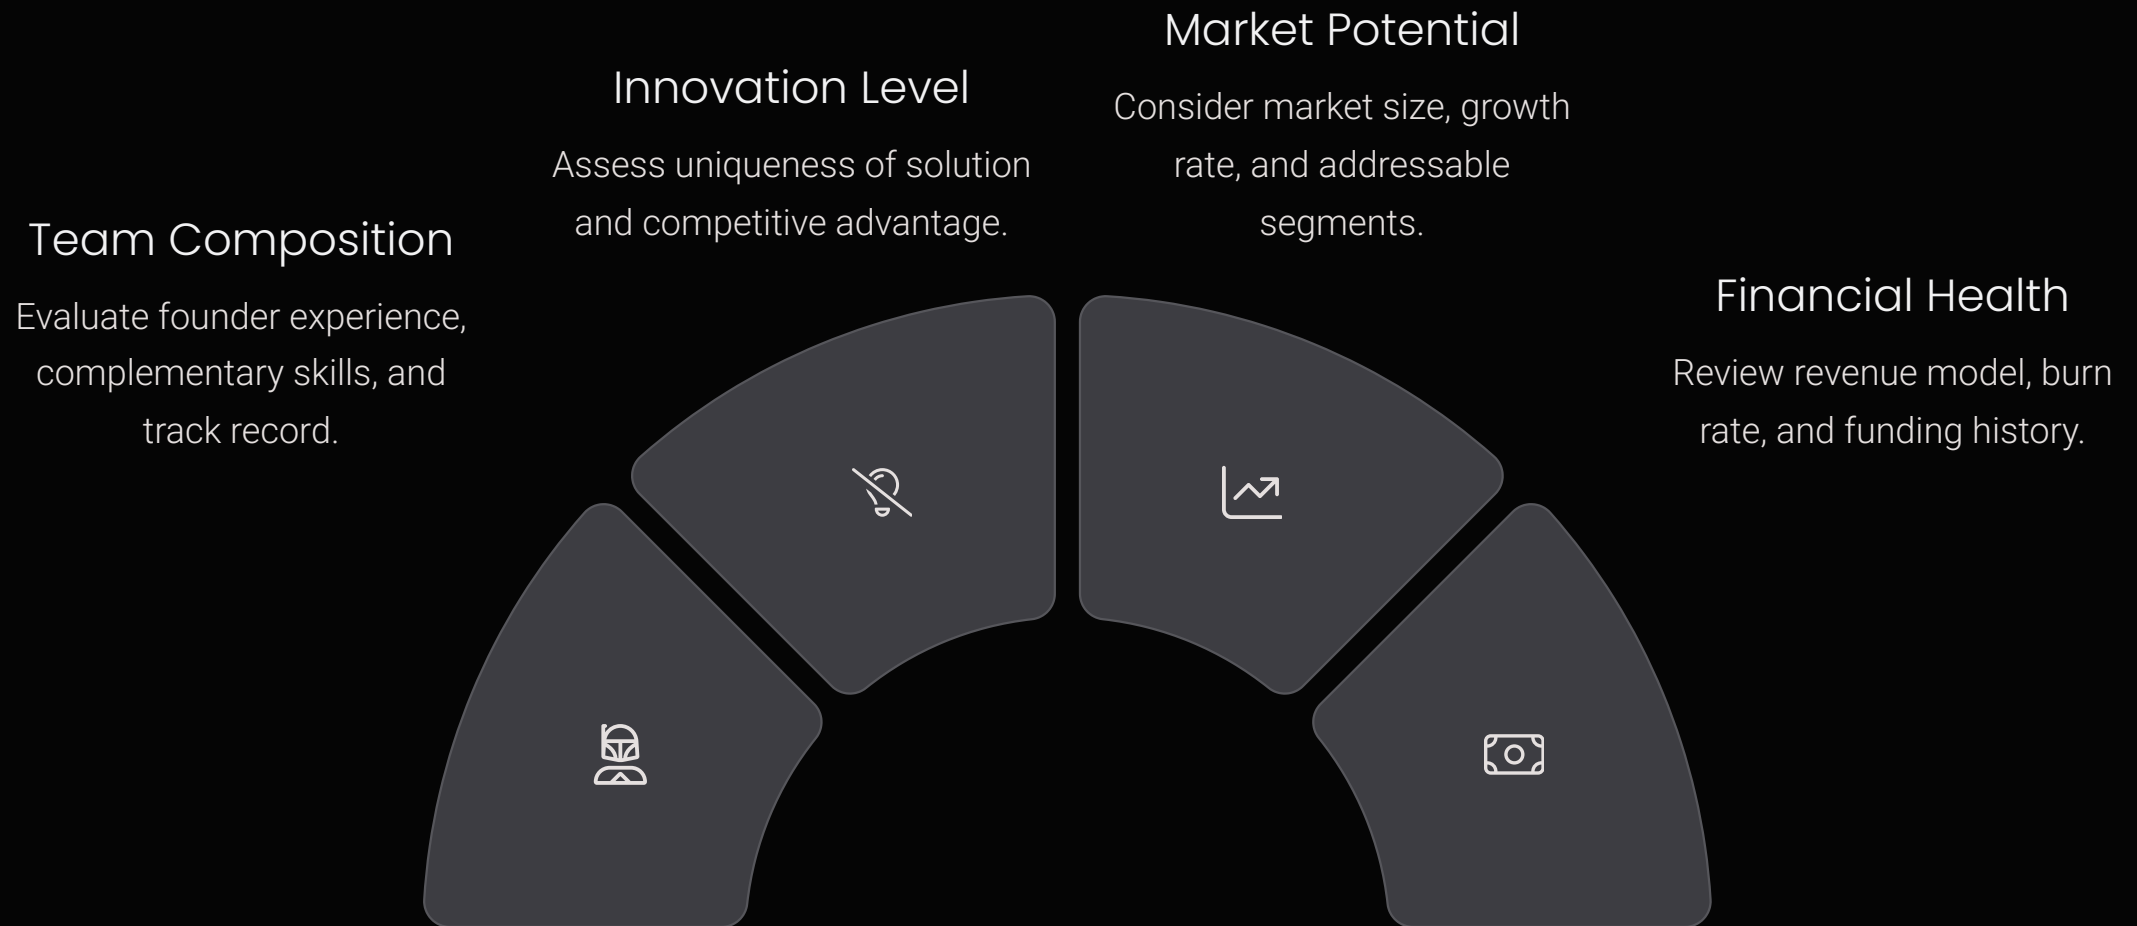 Team Composition
Evaluate founder experience,
complementary skills, and
track record.
Innovation Level
Assess uniqueness of solution
and competitive advantage.
Market Potential
Consider market size, growth
rate, and addressable
segments.
Financial Health
Review revenue model, burn
rate, and funding history.